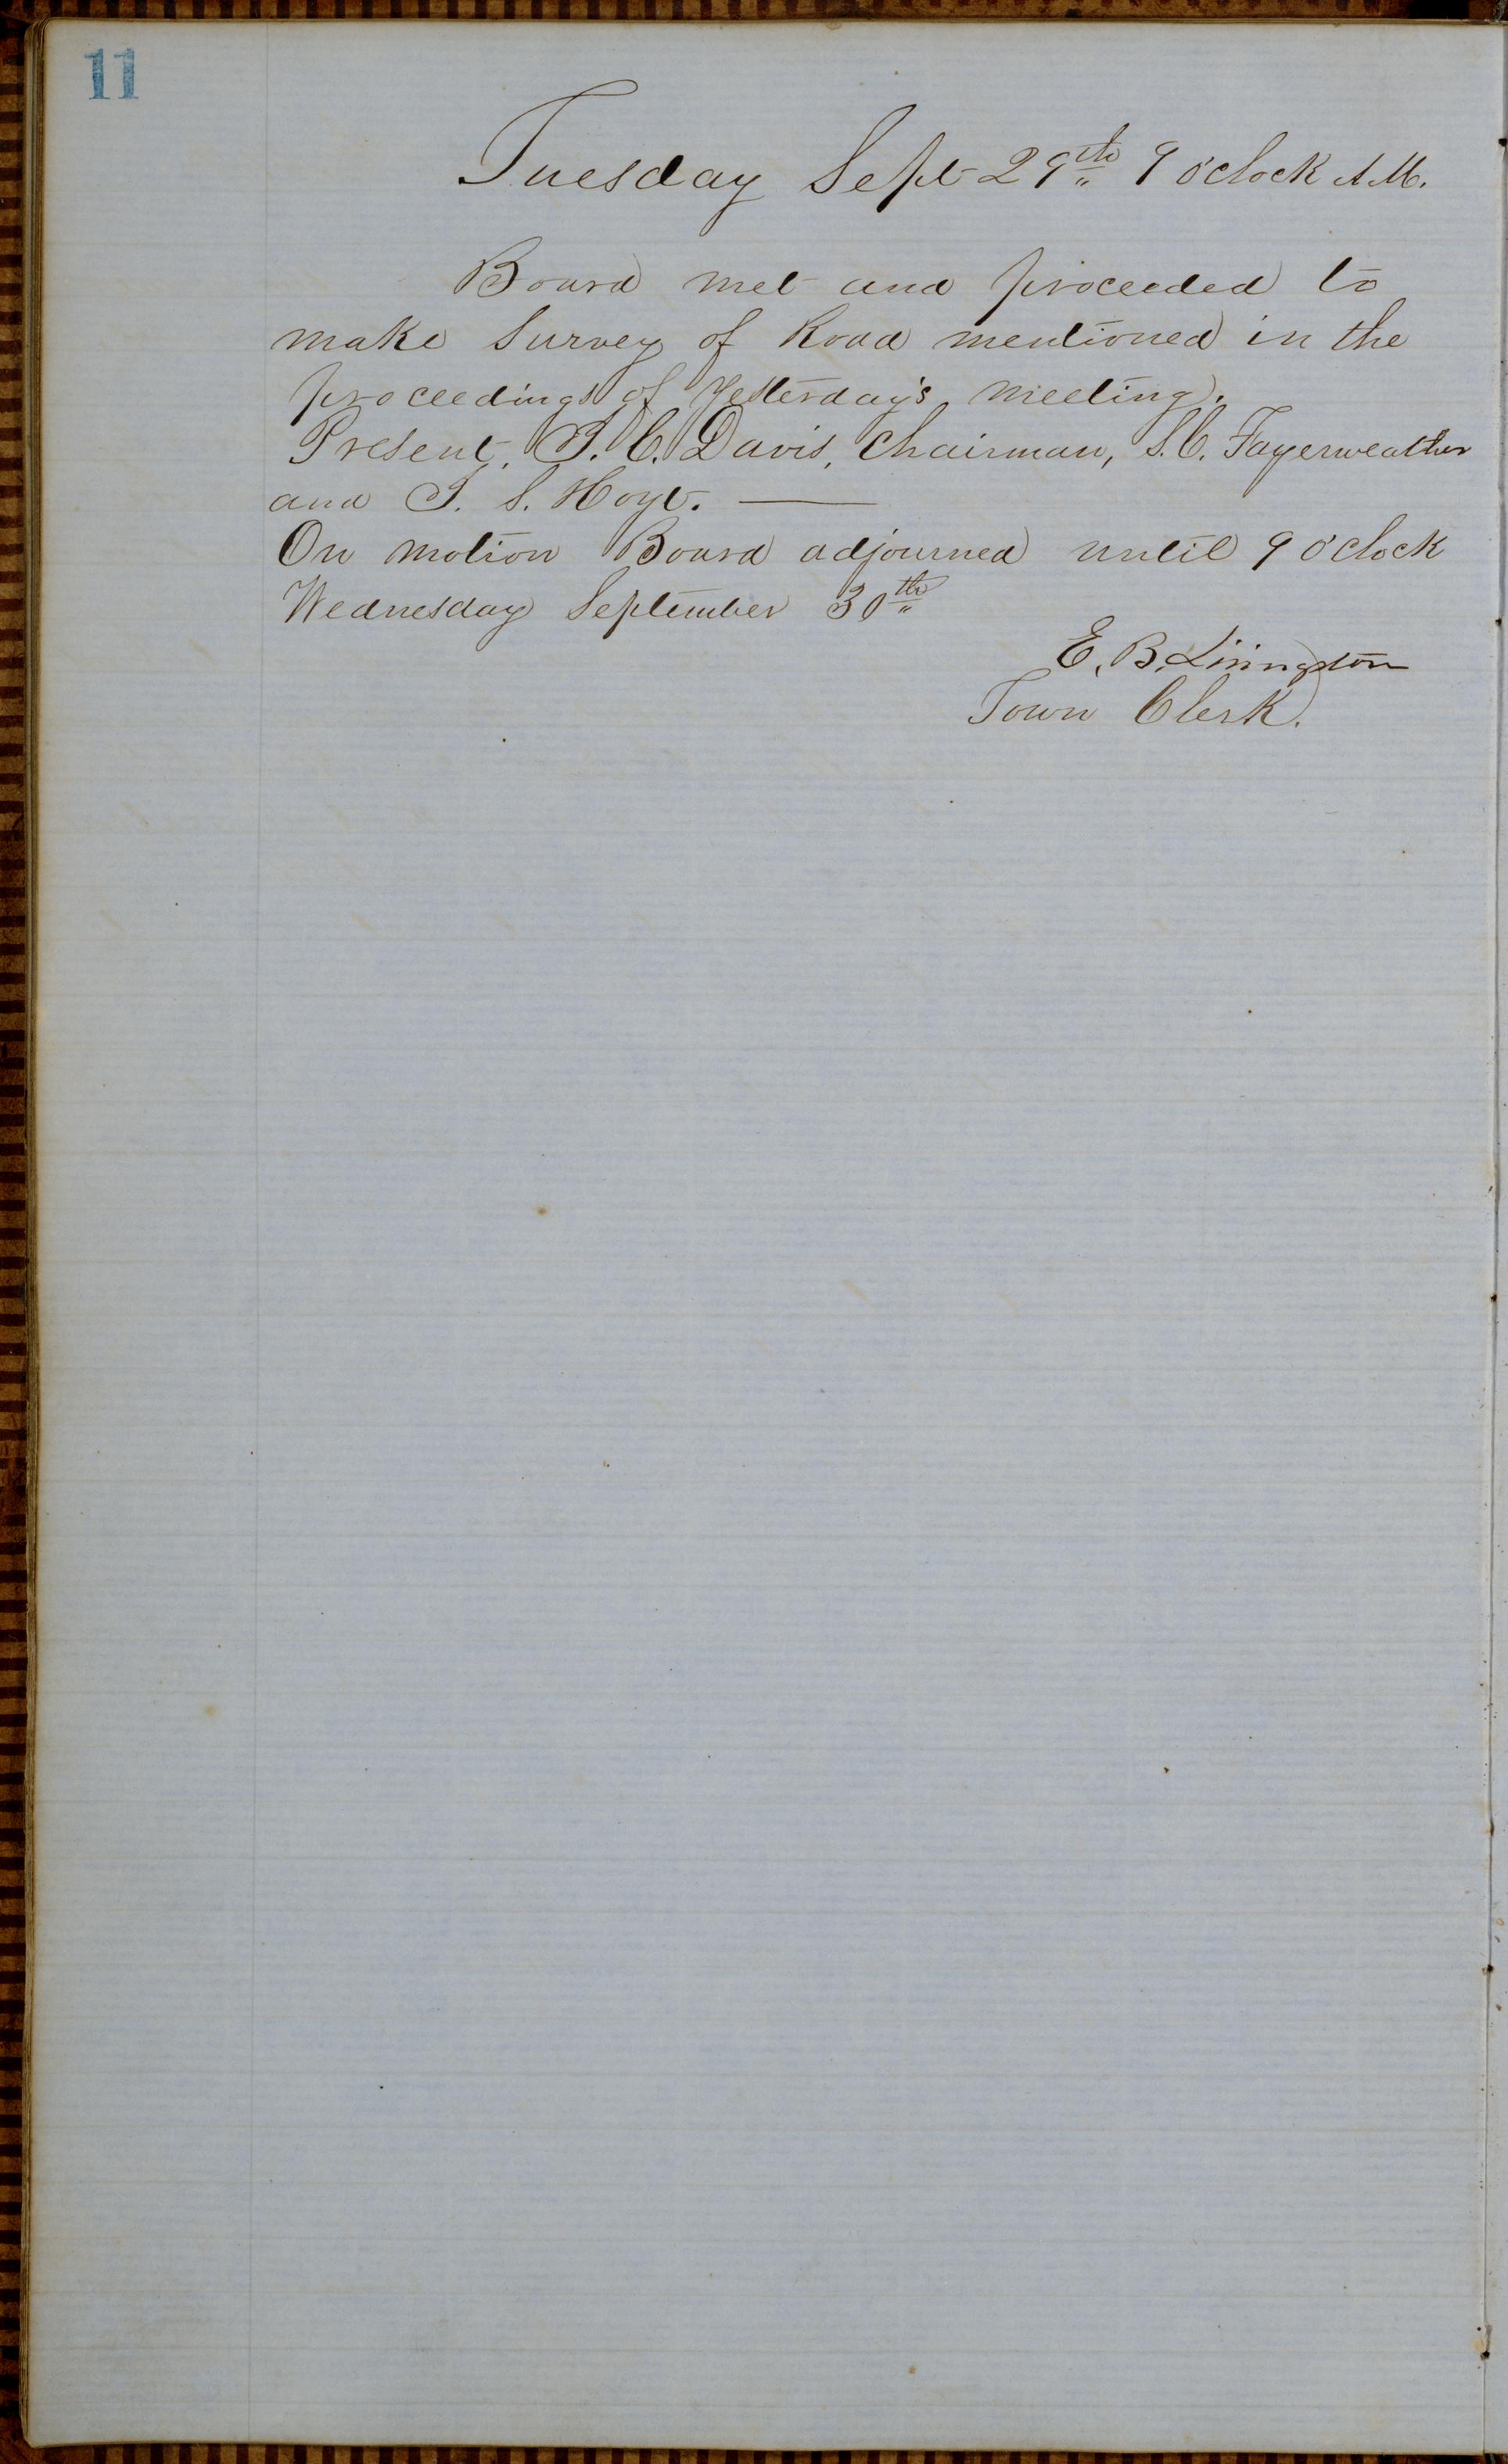 11
Tuesday Sept 29th 9 o'clock A.M.
Board met and proceeded to
make Survey of Road mentioned in the
proceedings of Yesterday's meeting.
Present, T. C. Davis, Chairman, S. C. Fayerweather
and T. S. Hoyt.
On motion Board adjourned until 9 o'clock
Wednesday September 30th
E. B. Livingston
Town Clerk.